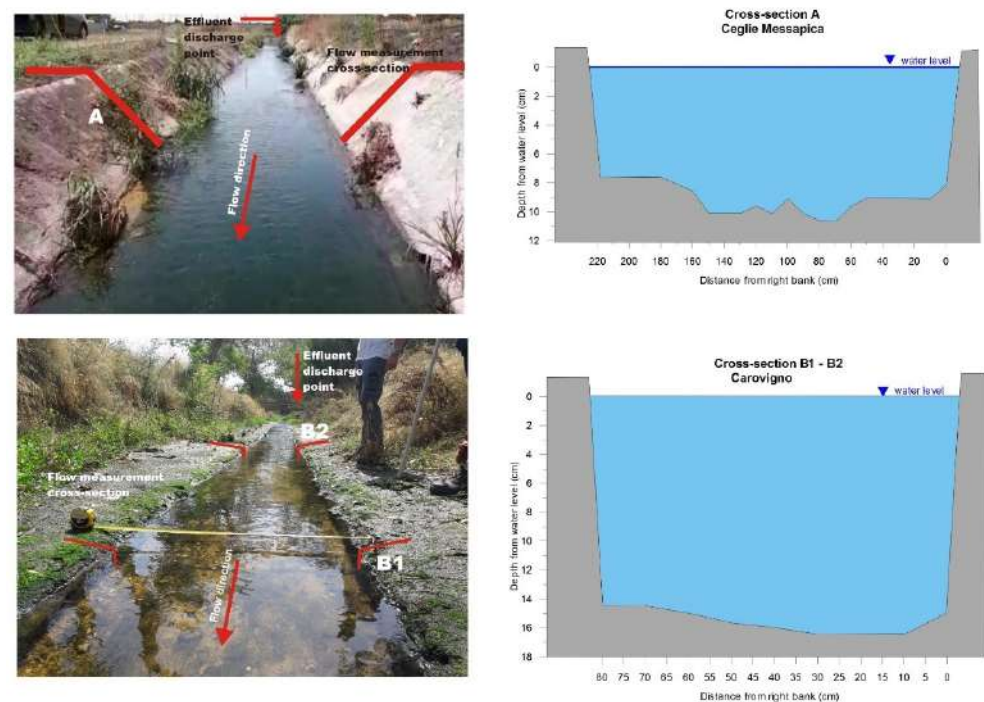 Effluent
discharge
point
Flow measurement
cross-section
A
Flow direction
Cross-section A
Ceglie Messapica
water level
Depth from water level (cm)
0
2
4
6
8
10
12
220 200 180 160 140 120 100 80 60 40 20 0
Distance from right bank (cm)
Effluent
discharge
point
B2
Flow measurement
cross-section
B1
Flow direction
Cross-section B1 - B2
Carovigno
water level
Depth from water level (cm)
0
2
4
6
8
10
12
14
16
18
80 75 70 65 60 55 50 45 40 35 30 25 20 15 10 5 0
Distance from right bank (cm)